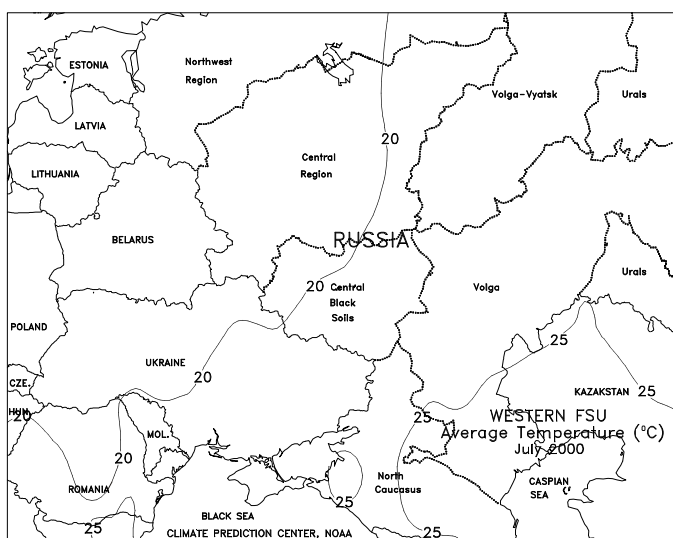 ESTONIA
Northwest
Region
Volga-Vyatsk
Urals
LATVIA
20
Central
Region
LITHUANIA
RUSSIA
BELARUS
Urals
20
Central
Black
Soils
Volga
POLAND
25
UKRAINE
20
CZE.
KAZAKSTAN
25
HUN.
20
25
WESTERN FSU
Average Temperature (°C)
July 2000
MOL.
20
North
Caucasus
ROMANIA
25
CASPIAN
SEA
BLACK SEA
25
25
CLIMATE PREDICTION CENTER, NOAA